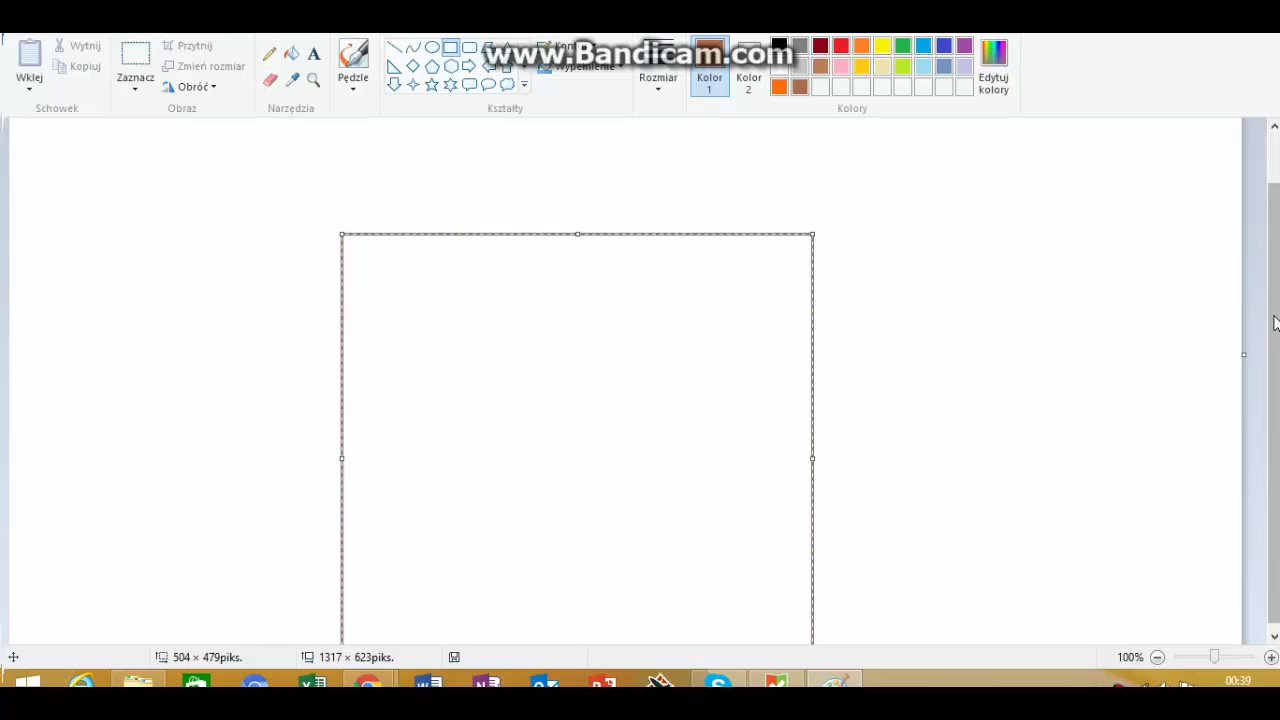 www.Bandicam.com
Wklej
Wytnij
Kopiuj
Schowek
Zaznacz
Przytnij
Zmień rozmiar
Obróć
Obraz
A
Narzędzia
Pędzle
Wypełnienie
Kształty
Rozmiar
Kolor
1
Kolor
2
Edytuj
kolory
Kolory
504 × 479piks.
1317 × 623piks.
100%
00:39